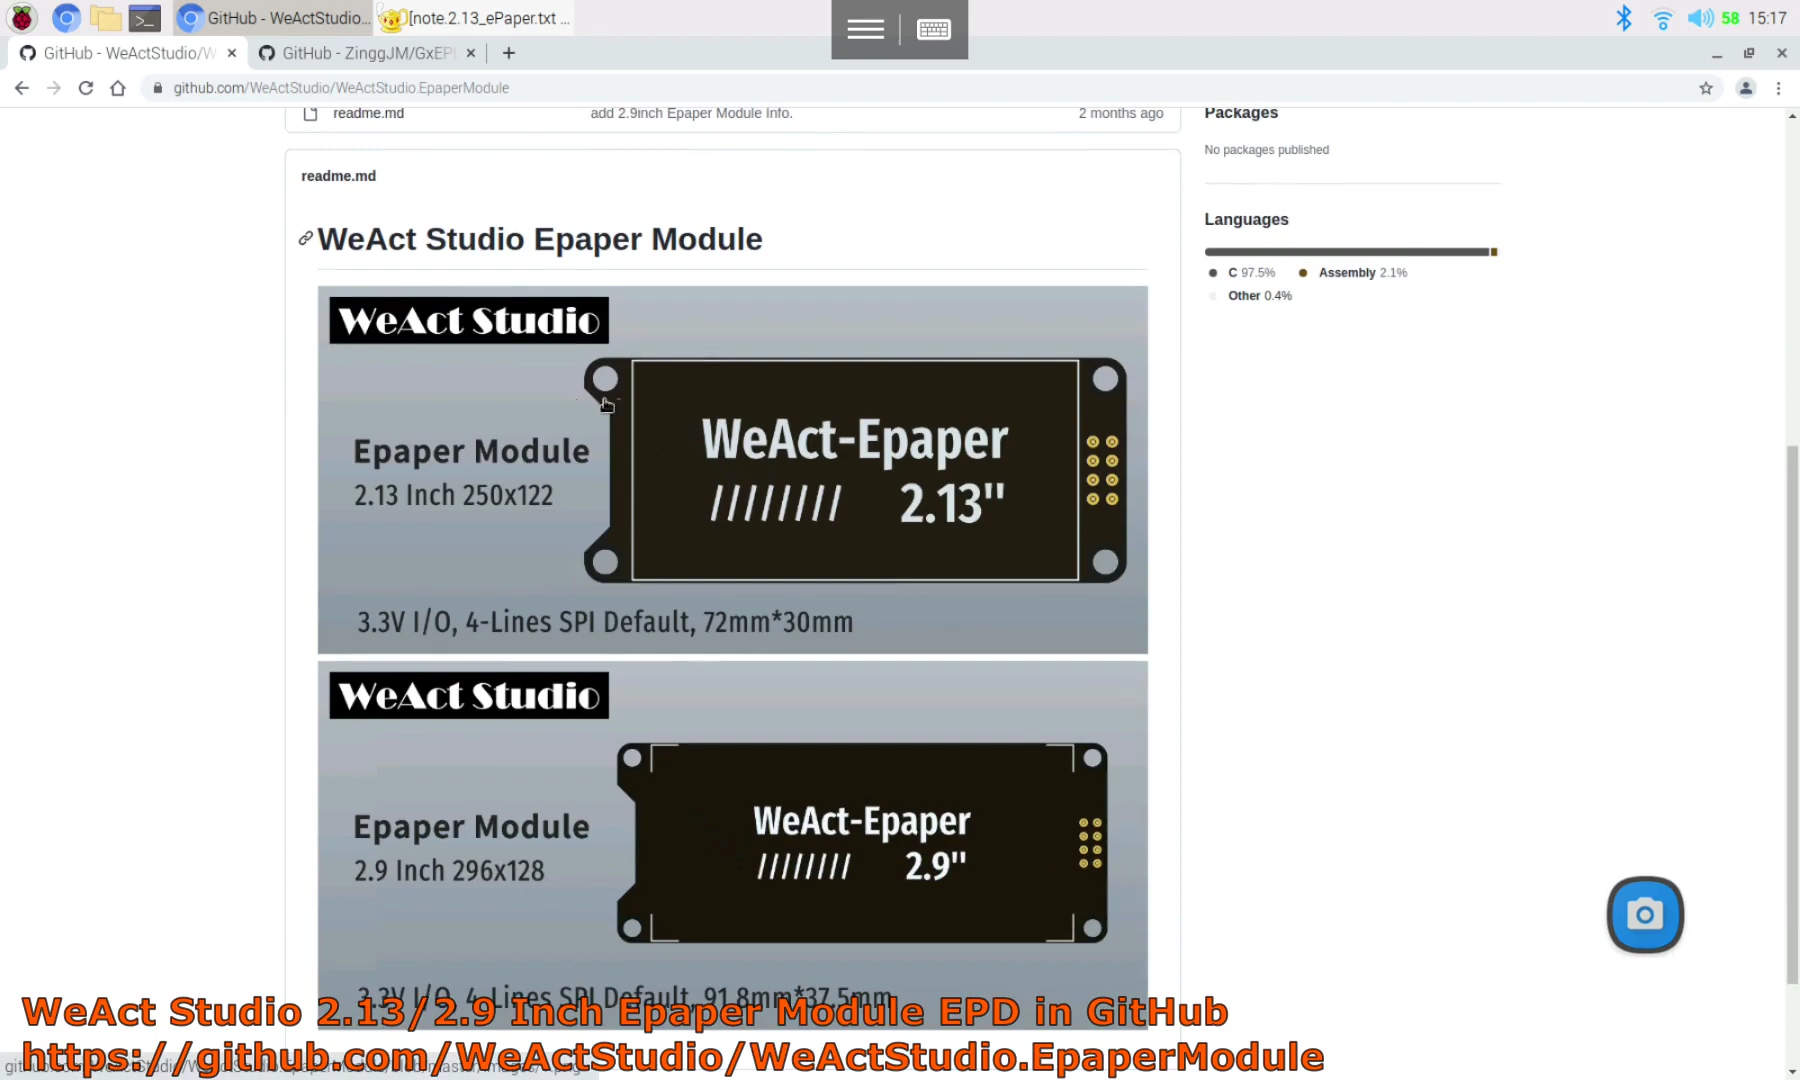 GitHub - WeActStudio...
[note.2.13_ePaper.txt ...
58
15:17
GitHub - WeActStudio/W
GitHub - ZinggJM/GxEP
github.com/WeActStudio/WeActStudio.EpaperModule
readme.md
add 2.9inch Epaper Module Info.
2 months ago
Packages
No packages published
Languages
C 97.5%
Assembly 2.1%
Other 0.4%
readme.md
WeAct Studio Epaper Module
WeAct Studio
Epaper Module
2.13 Inch 250x122
WeAct-Epaper
//////// 2.13"
3.3V I/O, 4-Lines SPI Default, 72mm*30mm
WeAct Studio
Epaper Module
2.9 Inch 296x128
WeAct-Epaper
//////// 2.9"
3.3V I/O, 4-Lines SPI Default, 91.8mm*37.5mm
WeAct Studio 2.13/2.9 Inch Epaper Module EPD in GitHub
https://github.com/WeActStudio/WeActStudio.EpaperModule